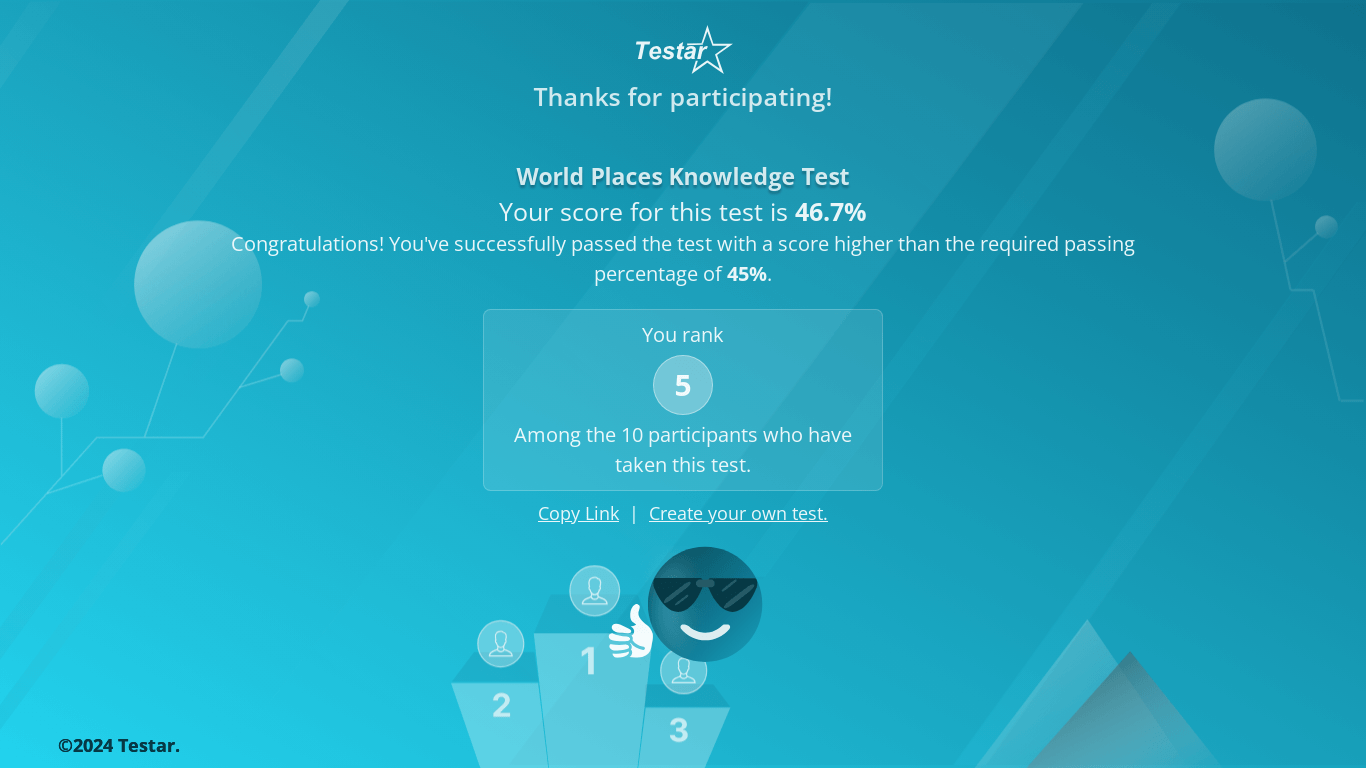 Testar
Thanks for participating!
World Places Knowledge Test
Your score for this test is 46.7%
Congratulations! You've successfully passed the test with a score higher than the required passing
percentage of 45%.
You rank
5
Among the 10 participants who have
taken this test.
Copy Link | Create your own test.
1
2
3
©2024 Testar.